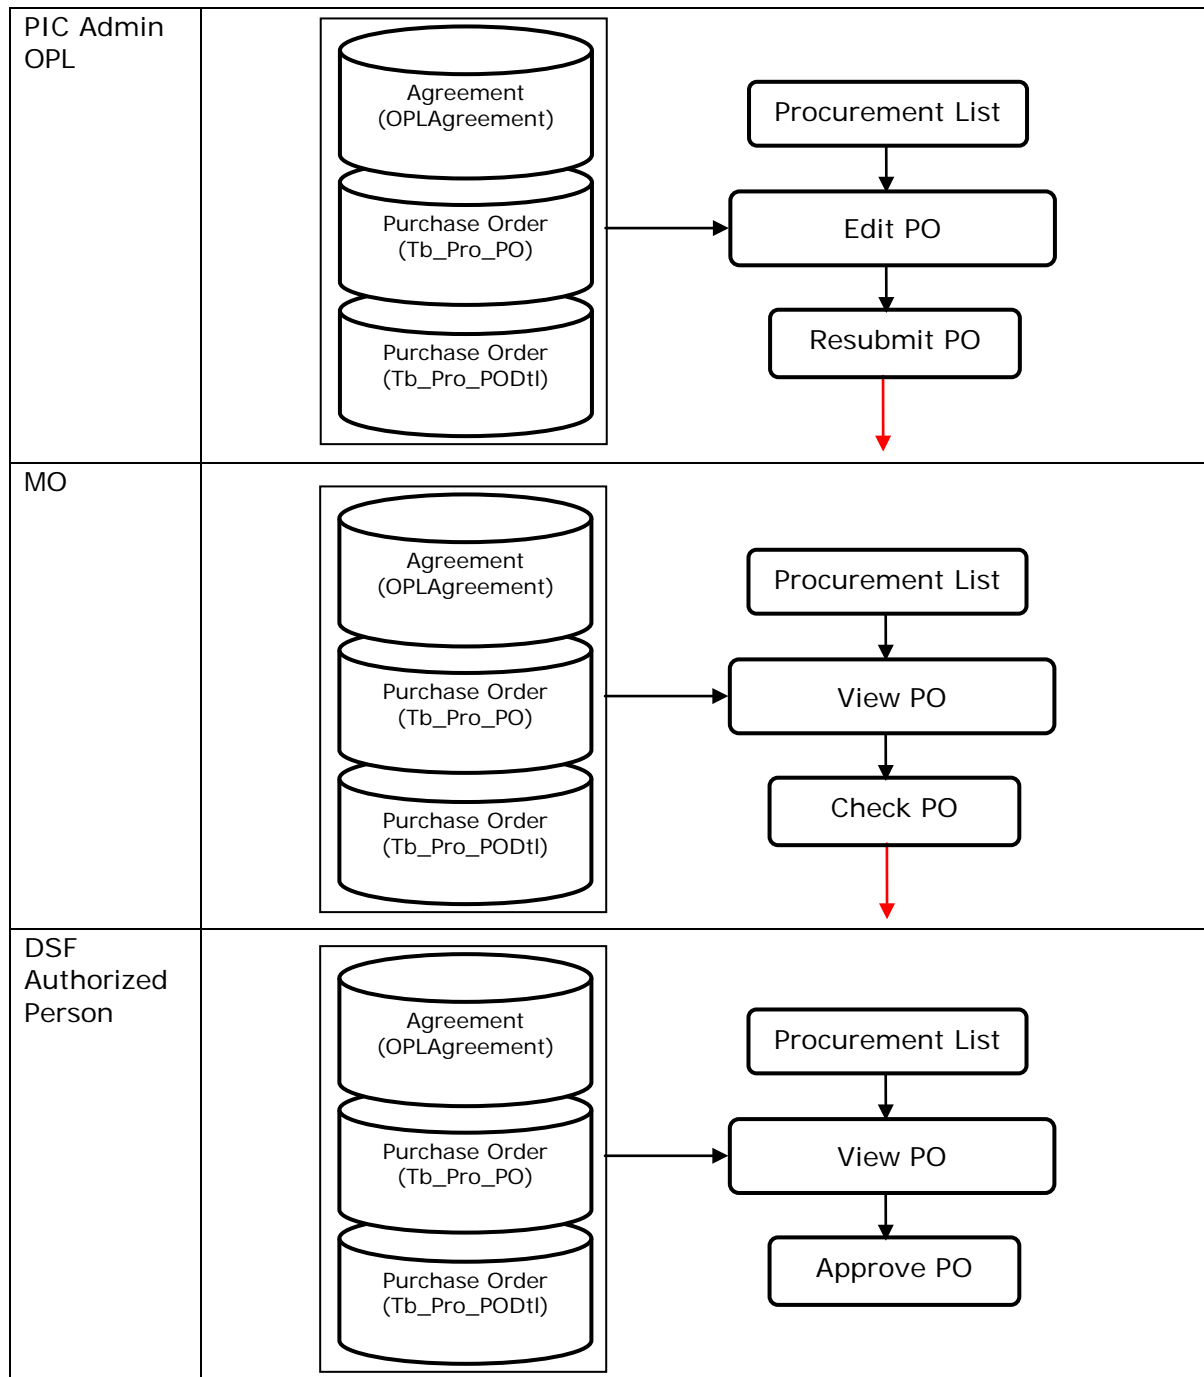 PIC Admin
OPL
Agreement
(OPLAgreement)
Purchase Order
(Tb_Pro_PO)
Purchase Order
(Tb_Pro_PODtl)
Procurement List
Edit PO
Resubmit PO
MO
Agreement
(OPLAgreement)
Purchase Order
(Tb_Pro_PO)
Purchase Order
(Tb_Pro_PODtl)
Procurement List
View PO
Check PO
DSF
Authorized
Person
Agreement
(OPLAgreement)
Purchase Order
(Tb_Pro_PO)
Purchase Order
(Tb_Pro_PODtl)
Procurement List
View PO
Approve PO